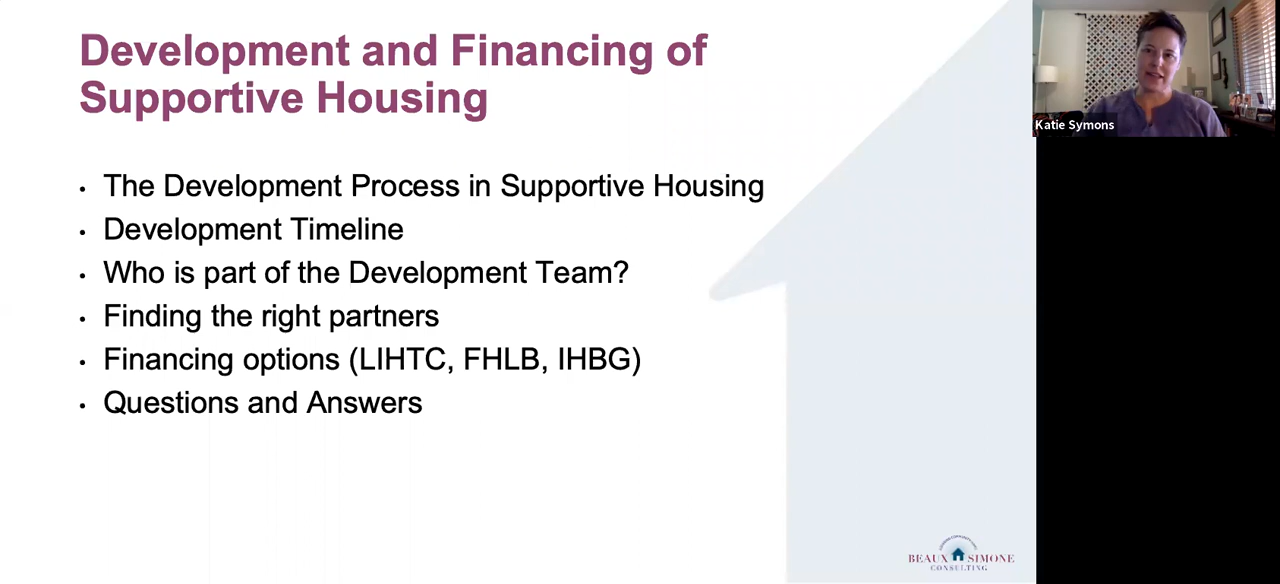 Development and Financing of
Supportive Housing
• The Development Process in Supportive Housing
• Development Timeline
• Who is part of the Development Team?
• Finding the right partners
• Financing options (LIHTC, FHLB, IHBG)
• Questions and Answers
Katie Symons
BEAUX SIMONE
CONSULTING